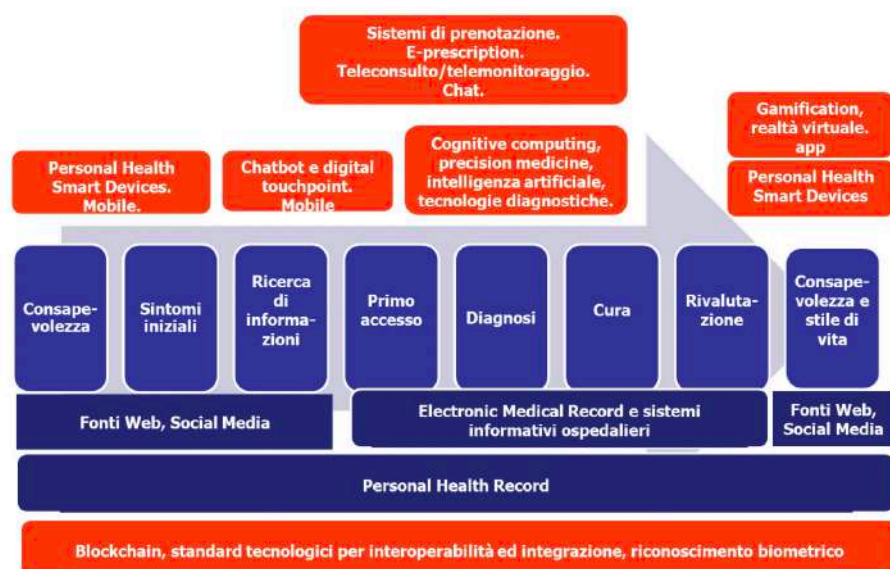 Sistemi di prenotazione.
E-prescription.
Teleconsulto/telemonitoraggio.
Chat.
Gamification,
realtà virtuale.
app
Personal Health
Smart Devices.
Mobile.
Chatbot e digital
touchpoint.
Mobile
Cognitive computing,
precision medicine,
intelligenza artificiale,
tecnologie diagnostiche.
Personal Health
Smart Devices
Consape-
volezza
Sintomi
iniziali
Ricerca
di
informa-
zioni
Primo
accesso
Diagnosi
Cura
Rivaluta-
zione
Consape-
volezza e
stile di
vita
Fonti Web, Social Media
Electronic Medical Record e sistemi
informativi ospedalieri
Fonti Web,
Social Media
Personal Health Record
Blockchain, standard tecnologici per interoperabilità ed integrazione, riconoscimento biometrico